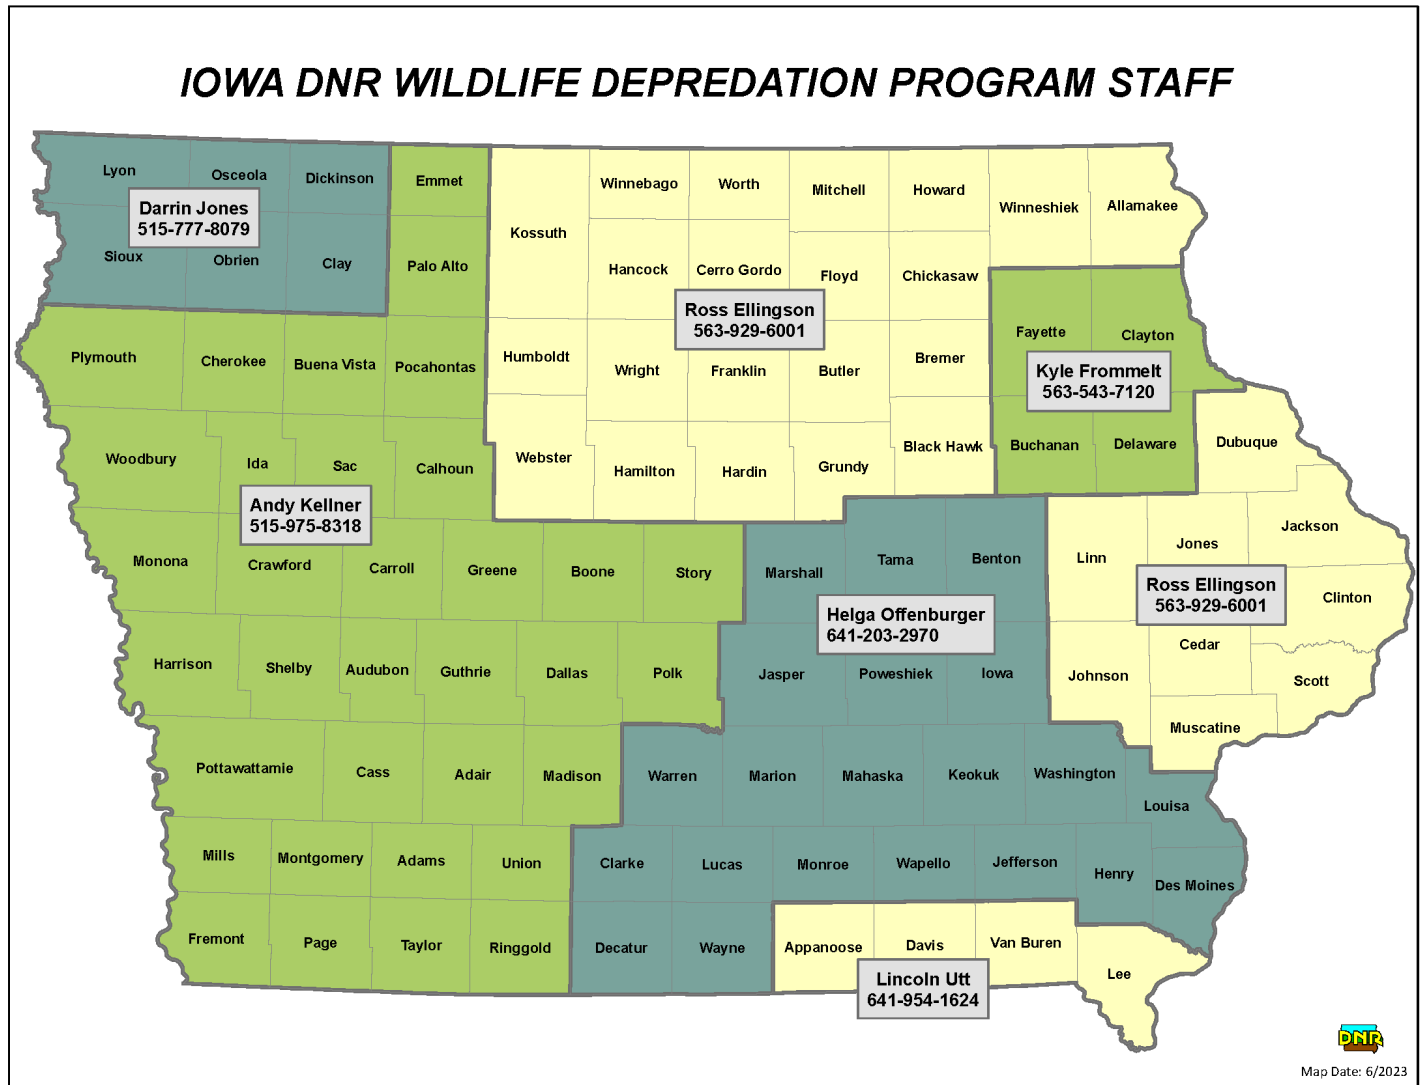 IOWA DNR WILDLIFE DEPREDATION PROGRAM STAFF
Lyon
Osceola
Dickinson
Emmet
Darrin Jones
515-777-8079
Sioux
Obrien
Clay
Palo Alto
Kossuth
Winnebago
Worth
Mitchell
Howard
Winneshiek
Allamakee
Hancock
Cerro Gordo
Floyd
Chickasaw
Ross Ellingson
563-929-6001
Fayette
Clayton
Kyle Frommelt
563-543-7120
Plymouth
Cherokee
Buena Vista
Pocahontas
Humboldt
Wright
Franklin
Butler
Bremer
Woodbury
Ida
Sac
Calhoun
Webster
Hamilton
Hardin
Grundy
Black Hawk
Buchanan
Delaware
Dubuque
Andy Kellner
515-975-8318
Monona
Crawford
Carroll
Greene
Boone
Story
Marshall
Tama
Benton
Linn
Jones
Jackson
Helga Offenburger
641-203-2970
Ross Ellingson
563-929-6001
Clinton
Harrison
Shelby
Audubon
Guthrie
Dallas
Polk
Jasper
Poweshiek
Iowa
Johnson
Cedar
Scott
Muscatine
Pottawattamie
Cass
Adair
Madison
Warren
Marion
Mahaska
Keokuk
Washington
Louisa
Mills
Montgomery
Adams
Union
Clarke
Lucas
Monroe
Wapello
Jefferson
Henry
Des Moines
Fremont
Page
Taylor
Ringgold
Decatur
Wayne
Appanoose
Davis
Van Buren
Lee
Lincoln Utt
641-954-1624
DNR
Map Date: 6/2023